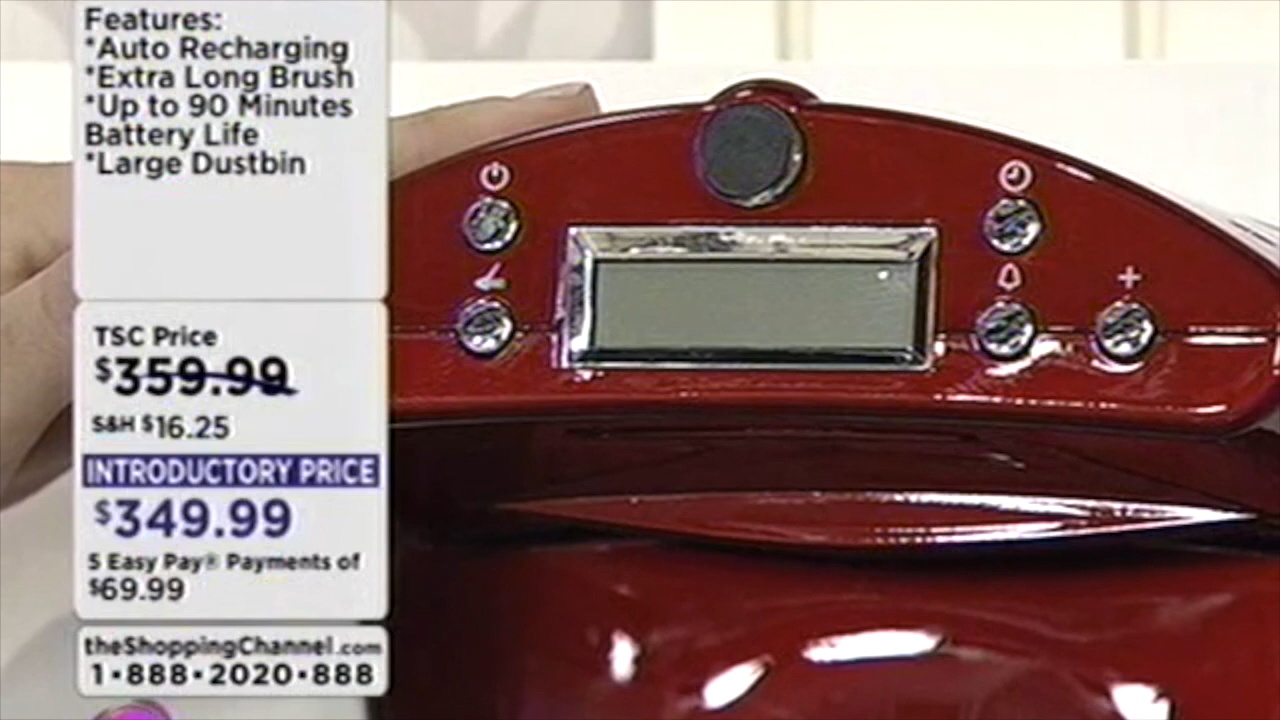 Features:
*Auto Recharging
*Extra Long Brush
*Up to 90 Minutes
Battery Life
*Large Dustbin
TSC Price
$359.99
S&H $16.25
INTRODUCTORY PRICE
$349.99
5 Easy Pay® Payments of
$69.99
theShoppingChannel.com
1•888•2020•888